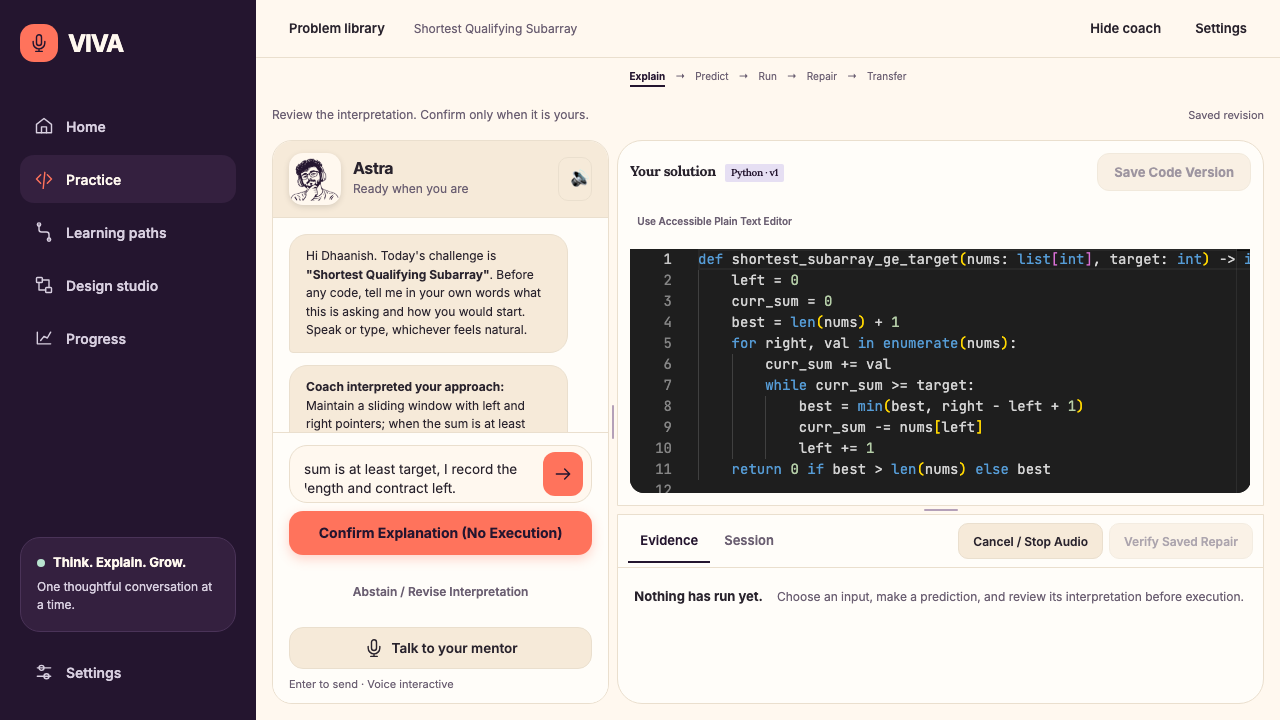 VIVA
Home
Practice
Learning paths
Design studio
Progress
Think. Explain. Grow.
One thoughtful conversation at
a time.
Settings
Problem library
Shortest Qualifying Subarray
Hide coach
Settings
Explain → Predict → Run → Repair → Transfer
Review the interpretation. Confirm only when it is yours.
Saved revision
Astra
Ready when you are
Hi Dhaanish. Today's challenge is
"Shortest Qualifying Subarray". Before
any code, tell me in your own words what
this is asking and how you would start.
Speak or type, whichever feels natural.
Coach interpreted your approach:
Maintain a sliding window with left and
right pointers; when the sum is at least
sum is at least target, I record the
length and contract left.
Confirm Explanation (No Execution)
Abstain / Revise Interpretation
Talk to your mentor
Enter to send · Voice interactive
Your solution
Python · v1
Save Code Version
Use Accessible Plain Text Editor
1 def shortest_subarray_ge_target(nums: list[int], target: int) -> i
2 left = 0
3 curr_sum = 0
4 best = len(nums) + 1
5 for right, val in enumerate(nums):
6 curr_sum += val
7 while curr_sum >= target:
8 best = min(best, right - left + 1)
9 curr_sum -= nums[left]
10 left += 1
11 return 0 if best > len(nums) else best
12
Evidence
Session
Cancel / Stop Audio
Verify Saved Repair
Nothing has run yet. Choose an input, make a prediction, and review its interpretation before execution.